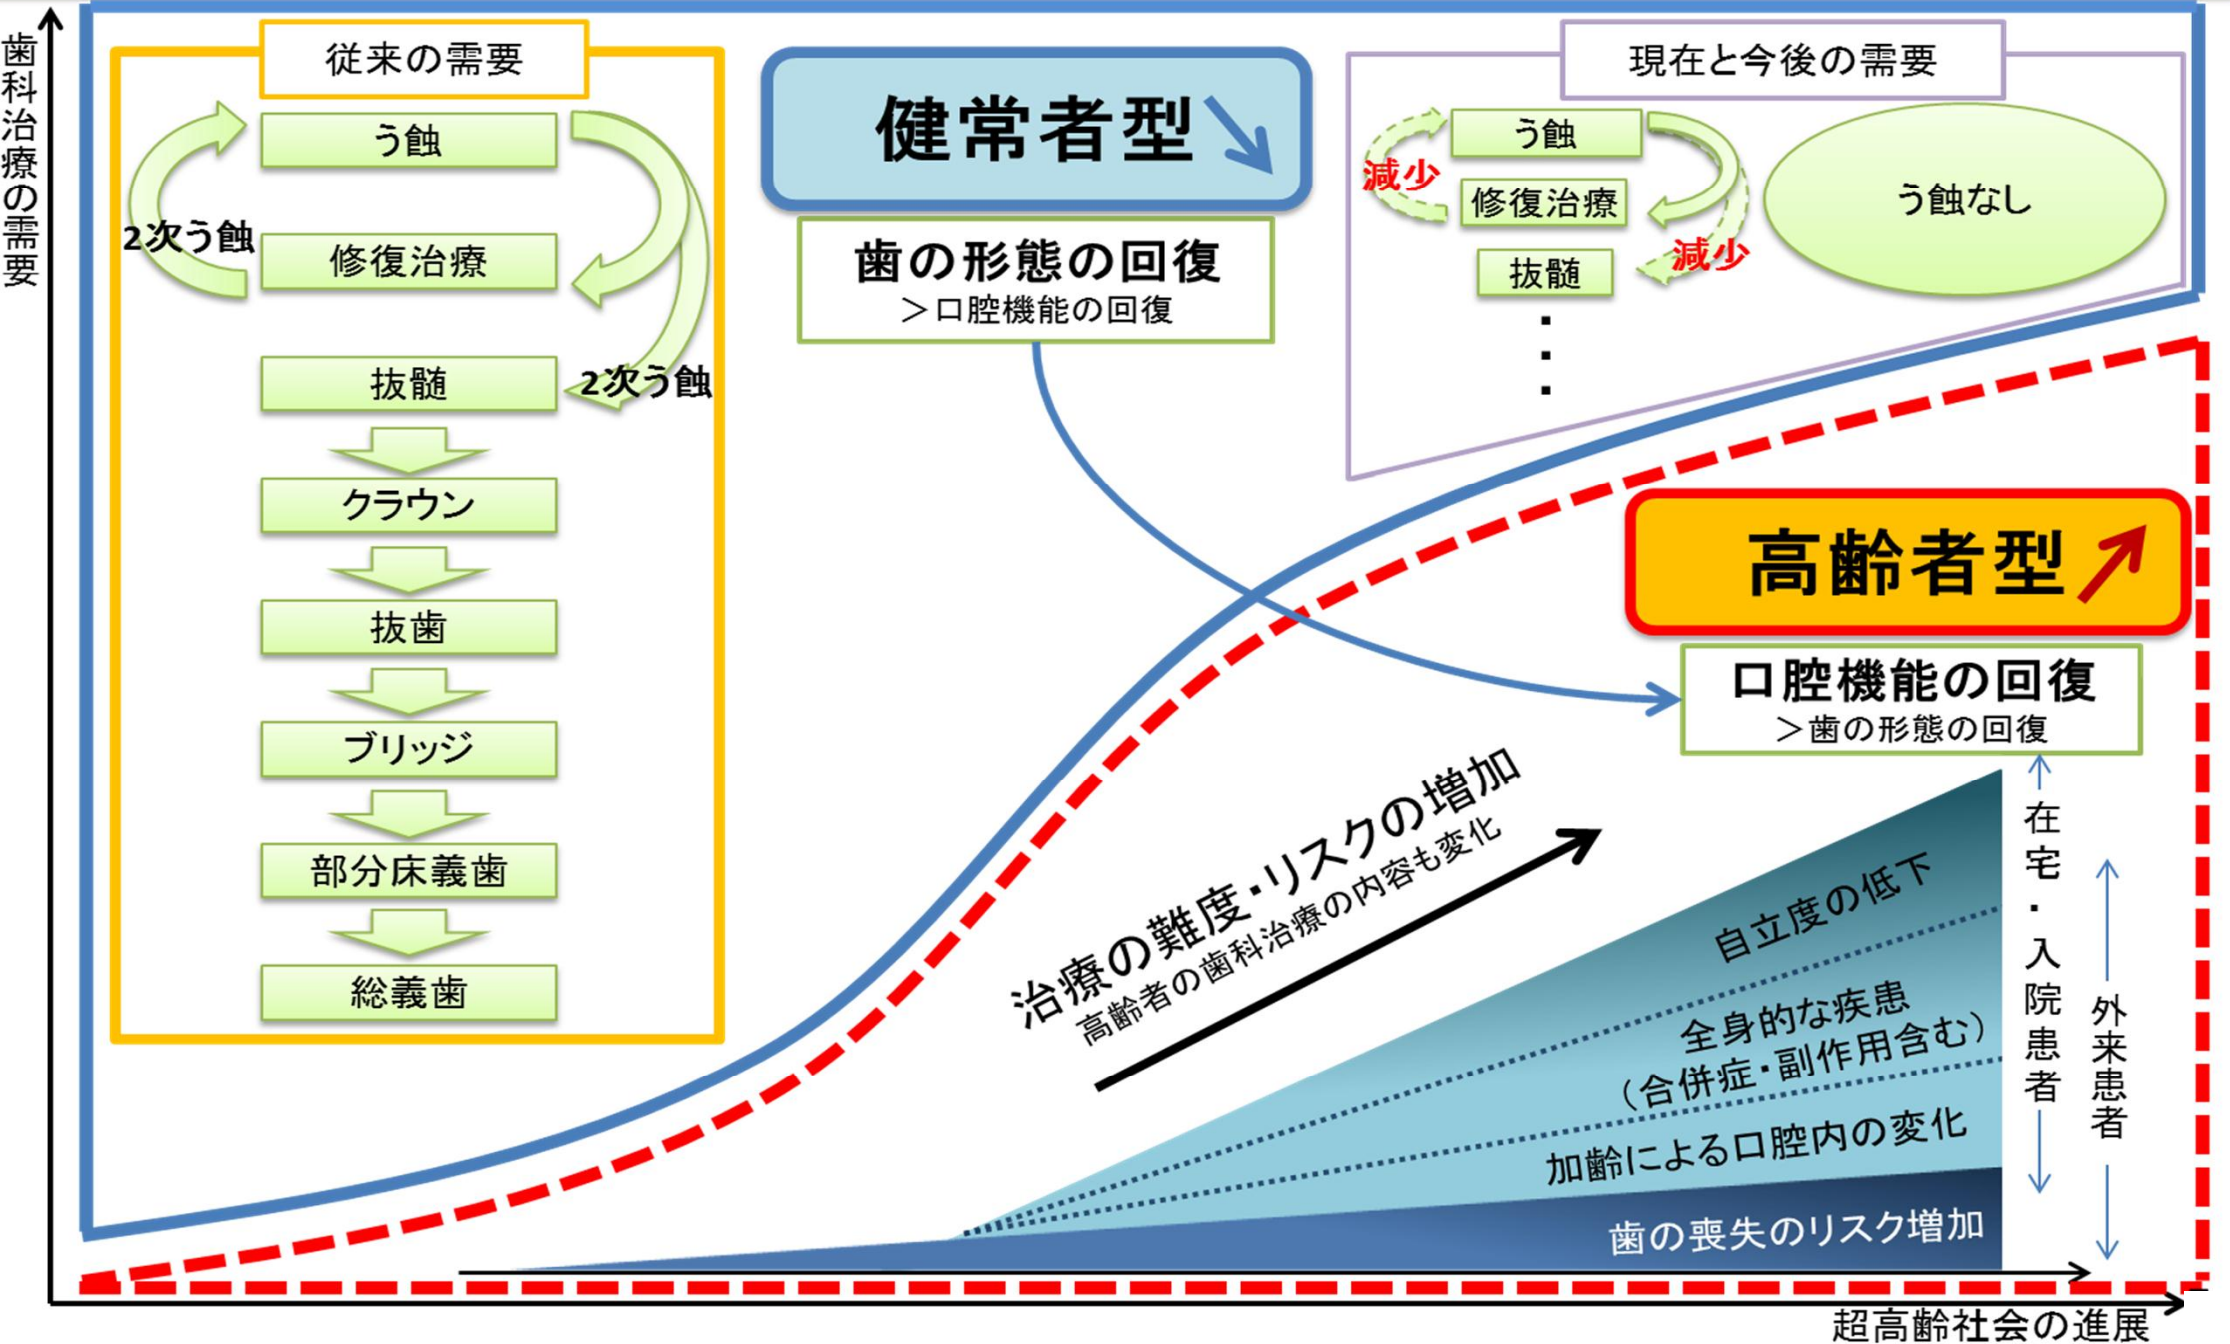 歯科治療の需要
従来の需要
う蝕
2次う蝕
修復治療
抜髄
2次う蝕
クラウン
抜歯
ブリッジ
部分床義歯
総義歯
健常者型
歯の形態の回復
＞口腔機能の回復
現在と今後の需要
う蝕
減少
修復治療
減少
抜髄
・
・
・
う蝕なし
高齢者型
口腔機能の回復
＞歯の形態の回復
治療の難度・リスクの増加
高齢者の歯科治療の内容も変化
自立度の低下
全身的な疾患
（合併症・副作用含む）
加齢による口腔内の変化
歯の喪失のリスク増加
在宅・入院患者
外来患者
超高齢社会の進展